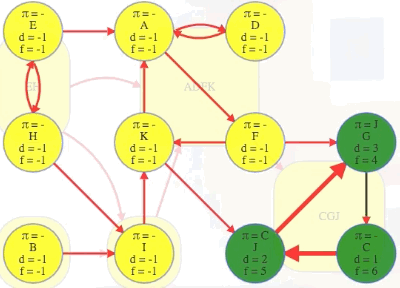 π = -
E
d = -1
f = -1
π = -
A
d = -1
f = -1
π = -
D
d = -1
f = -1
EH
ADFK
π = -
H
d = -1
f = -1
π = -
K
d = -1
f = -1
π = -
F
d = -1
f = -1
π = J
G
d = 3
f = 4
CGJ
π = -
B
d = -1
f = -1
π = -
I
d = -1
f = -1
π = C
J
d = 2
f = 5
π = -
C
d = 1
f = 6